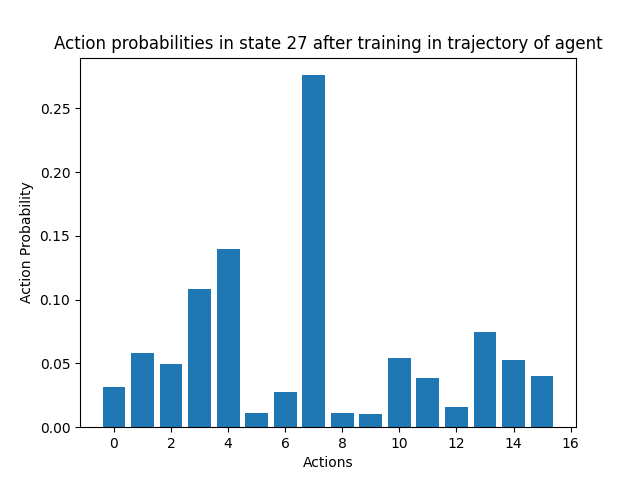 Action probabilities in state 27 after training in trajectory of agent
0.25
0.20
0.15
0.10
0.05
0.00
Action Probability
0 2 4 6 8 10 12 14 16
Actions